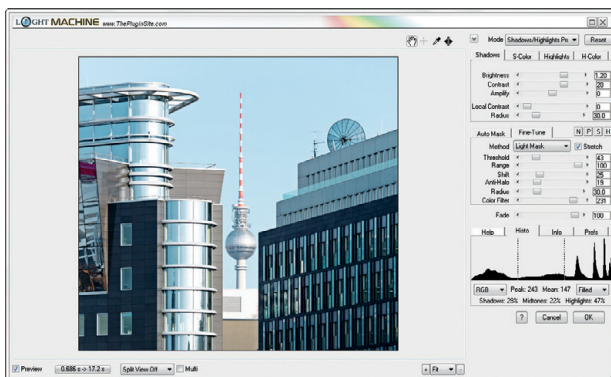 LIGHT MACHINE www.ThePluginSite.com
Mode Shadows/Highlights Pro Reset
Shadows S-Color Highlights H-Color
Brightness 1.20
Contrast 20
Amplify 0
Local Contrast 0
Radius 30.0
Auto Mask Fine-Tune N P S H
Method Light Mask Stretch
Threshold 43
Range 100
Shift 25
Anti-Halo 19
Radius 30.0
Color Filter 231
Fade 100
Help Histo Info Prefs
RGB Peak: 243 Mean: 147 Filled
Shadows: 29% Midtones: 22% Highlights: 47%
? Cancel OK
Preview 0.686 s -> 17.2 s Split View Off Multi + Fit -